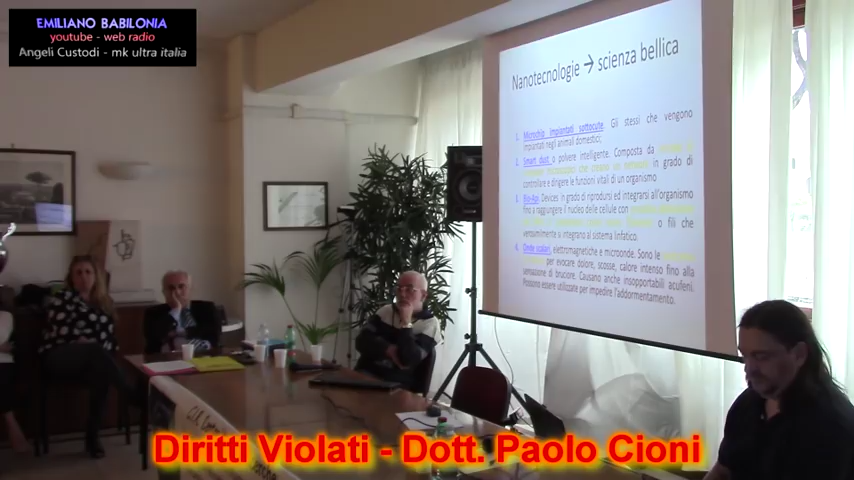 EMILIANO BABILONIA
youtube - web radio
Angeli Custodi - mk ultra italia
Nanotecnologie → scienza bellica
1. Microchip impiantati sottocute. Gli stessi che vengono
impiantati negli animali domestici;
2. Smart dust o polvere intelligente. Composta da
in grado di
controllare e dirigere le funzioni vitali di un organismo
3. Devices in grado di riprodursi ed integrarsi all'organismo
fino a raggiungere il nucleo delle cellule con
o fili che
si integrano al sistema linfatico.
4. Onde scalari, elettromagnetiche e microonde. Sono le
per evocare dolore, scosse, calore intenso fino alla
sensazione di bruciore. Causano anche insopportabili acufeni.
Possono essere utilizzate per impedire l'addormentamento.
Diritti Violati - Dott. Paolo Cioni